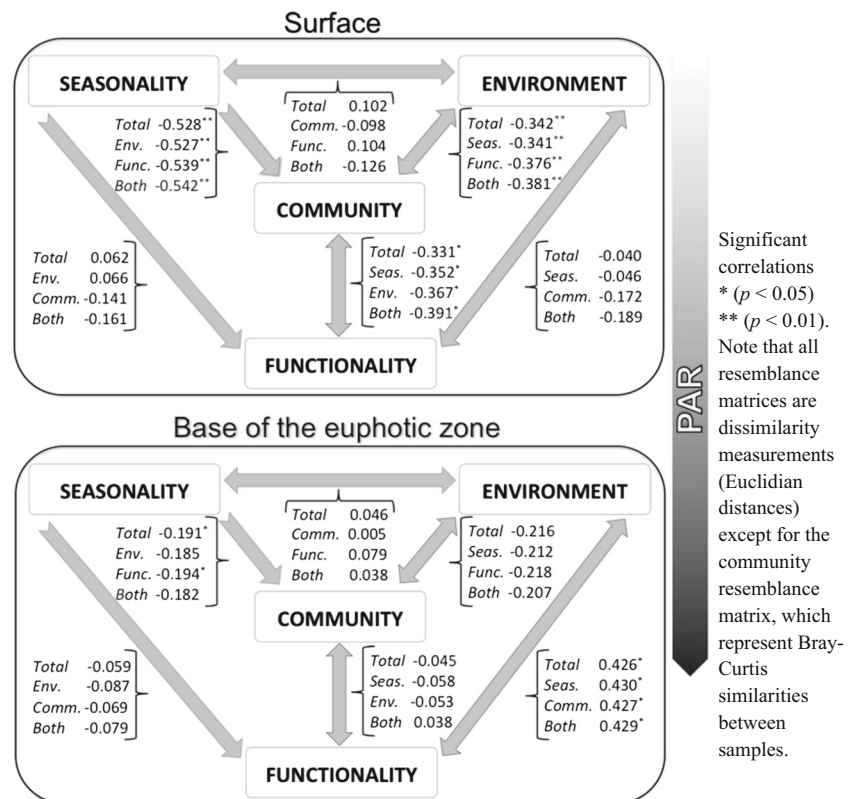 Surface
SEASONALITY
ENVIRONMENT
Total 0.102
Comm. -0.098
Func. 0.104
Both -0.126
Total -0.528**
Env. -0.527**
Func. -0.539**
Both -0.542**
Total -0.342**
Seas. -0.341**
Func. -0.376**
Both -0.381**
COMMUNITY
Total 0.062
Env. 0.066
Comm. -0.141
Both -0.161
Total -0.331*
Seas. -0.352*
Env. -0.367*
Both -0.391*
Total -0.040
Seas. -0.046
Comm. -0.172
Both -0.189
FUNCTIONALITY
Base of the euphotic zone
SEASONALITY
ENVIRONMENT
Total 0.046
Comm. 0.005
Func. 0.079
Both 0.038
Total -0.191*
Env. -0.185
Func. -0.194*
Both -0.182
Total -0.216
Seas. -0.212
Func. -0.218
Both -0.207
COMMUNITY
Total -0.059
Env. -0.087
Comm. -0.069
Both -0.079
Total -0.045
Seas. -0.058
Env. -0.053
Both 0.038
Total 0.426*
Seas. 0.430*
Comm. 0.427*
Both 0.429*
FUNCTIONALITY
PAR
Significant
correlations
* (p < 0.05)
** (p < 0.01).
Note that all
resemblance
matrices are
dissimilarity
measurements
(Euclidian
distances)
except for the
community
resemblance
matrix, which
represent Bray-
Curtis
similarities
between
samples.